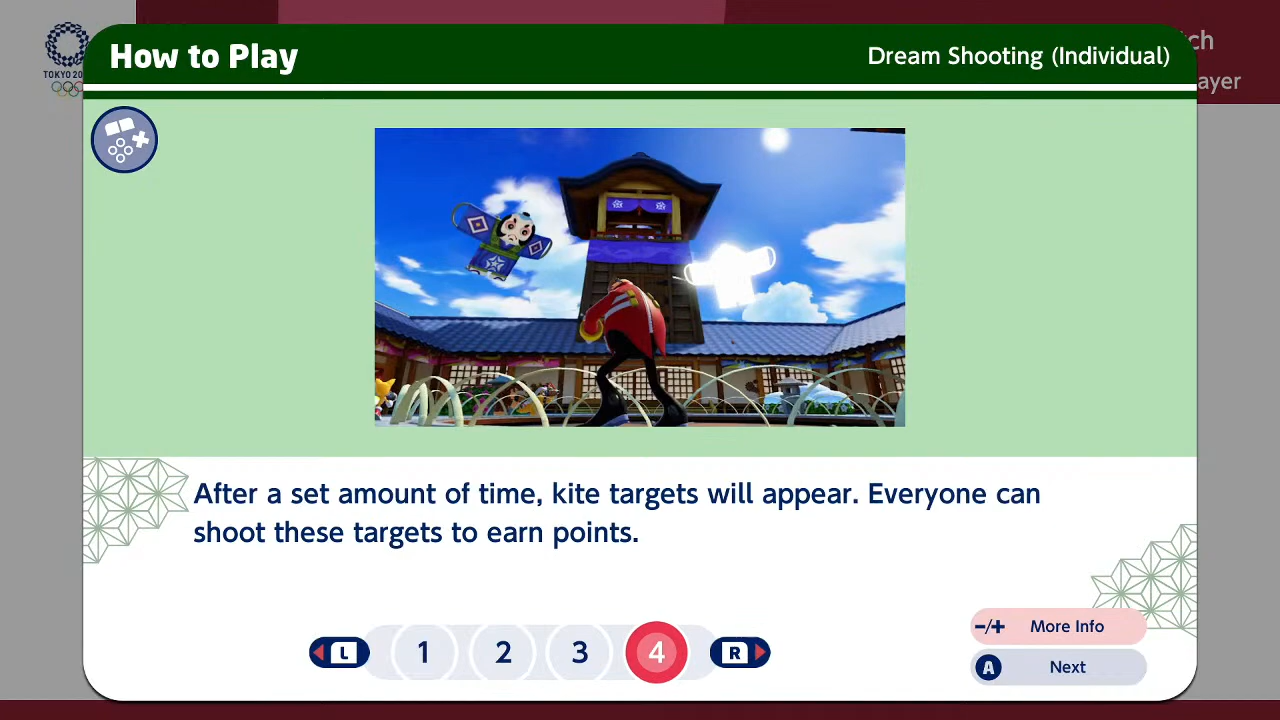 How to Play
Dream Shooting (Individual)
TOKYO 20
tch
ayer
After a set amount of time, kite targets will appear. Everyone can
shoot these targets to earn points.
L
1
2
3
4
R
-/+ More Info
A Next